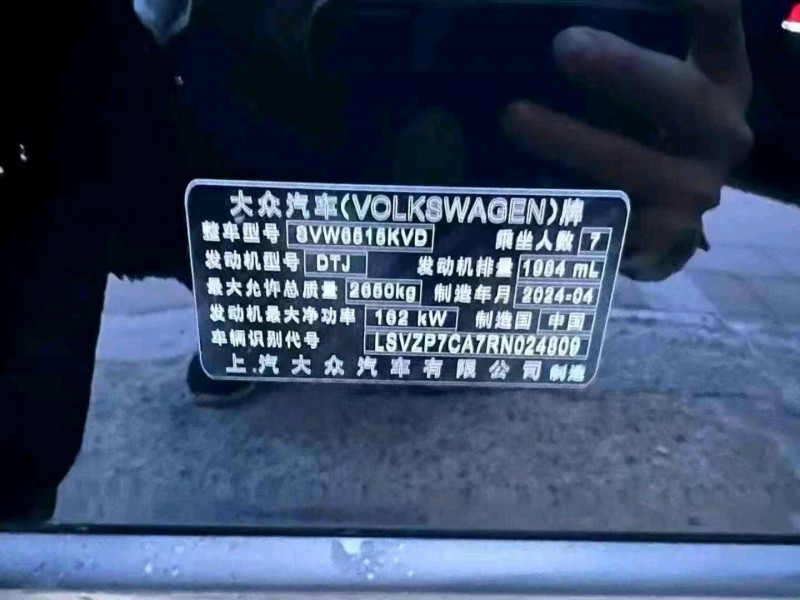 大众汽车(VOLKSWAGEN)牌
整车型号 SVW6515KVD 乘坐人数 7
发动机型号 DTJ 发动机排量 1984 mL
最大允许总质量 2650kg 制造年月 2024-04
发动机最大净功率 162 kW 制造国 中国
车辆识别代号 LSVZP7CA7RN024809
上汽大众汽车有限公司 制造